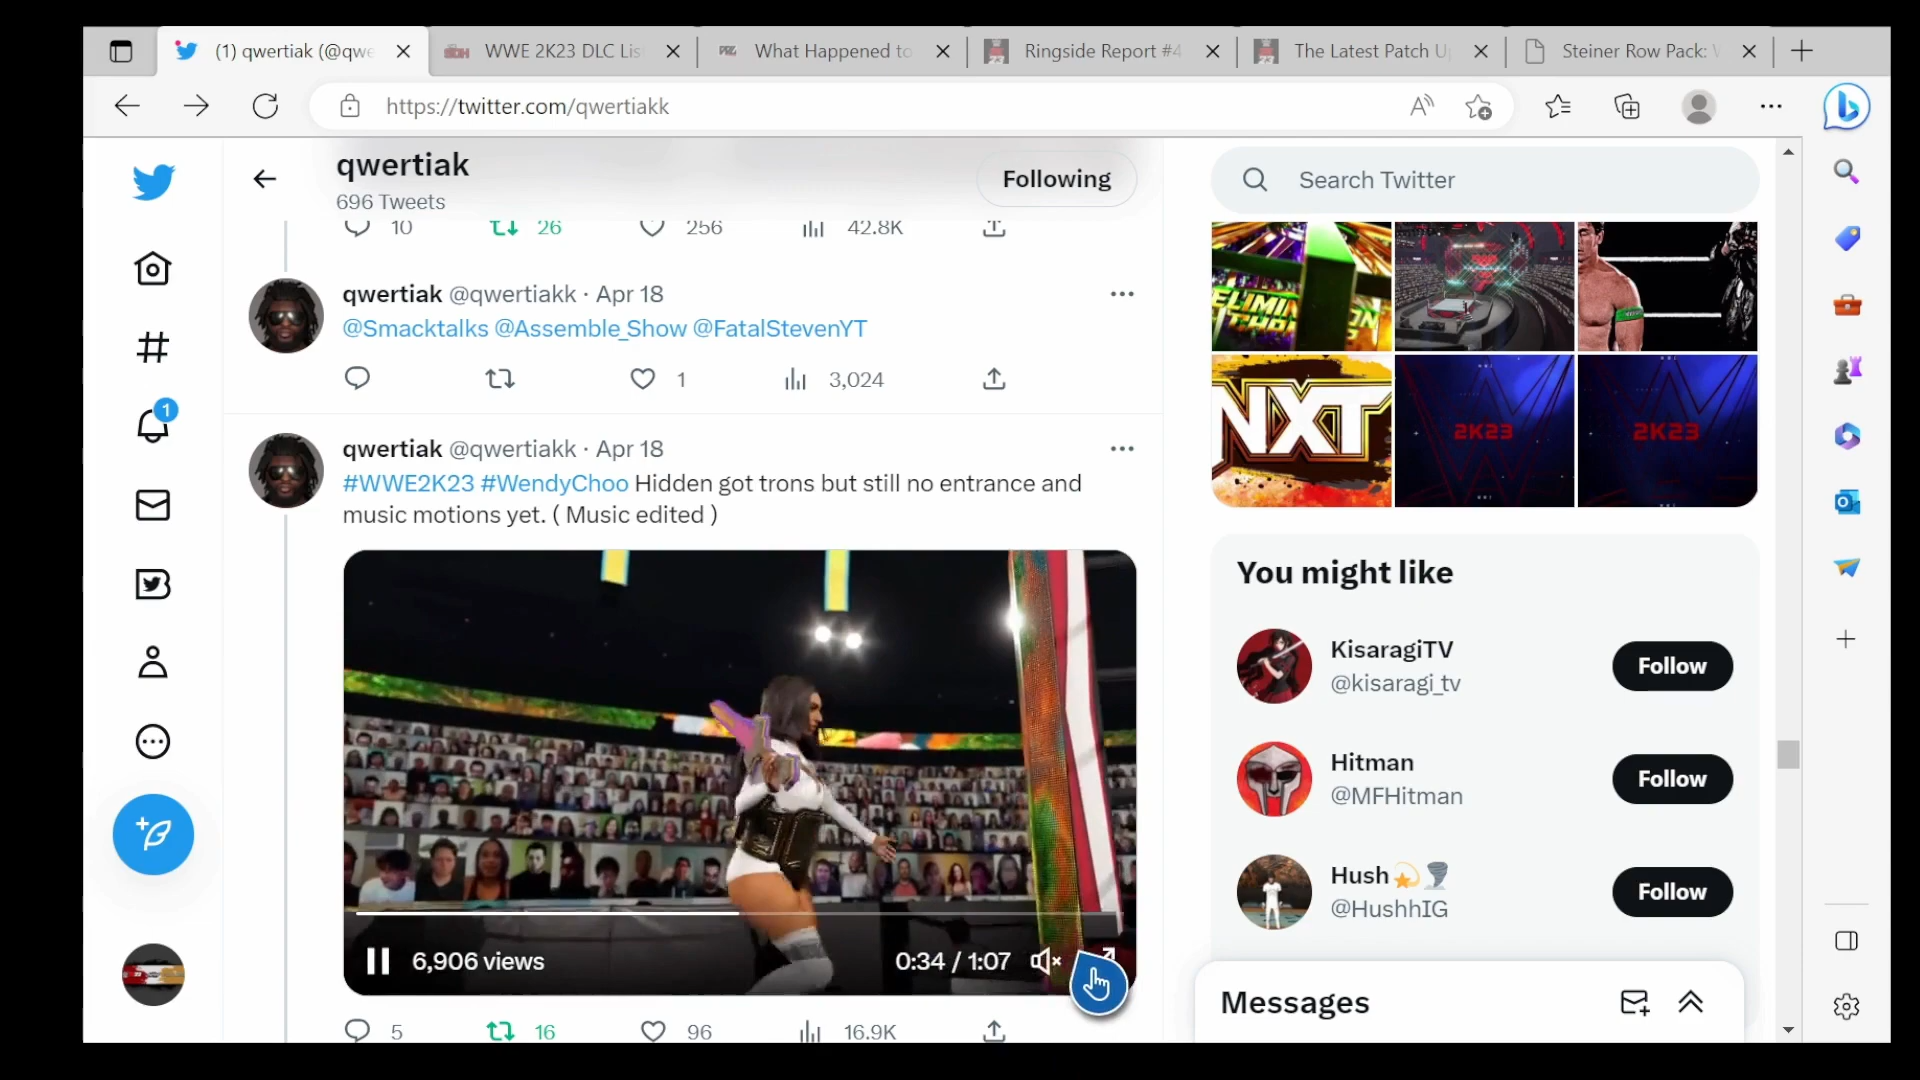 (1) qwertiak (@qwe
WWE 2K23 DLC Lis
What Happened to
Ringside Report #4
The Latest Patch U
Steiner Row Pack: W
https://twitter.com/qwertiakk
qwertiak
696 Tweets
Following
Search Twitter
10 26 256 42.8K
qwertiak @qwertiakk · Apr 18
@Smacktalks @Assemble_Show @FatalStevenYT
1 3,024
1
qwertiak @qwertiakk · Apr 18
#WWE2K23 #WendyChoo Hidden got trons but still no entrance and
music motions yet. ( Music edited )
6,906 views
0:34 / 1:07
5 16 96 16.9K
ELIMIN
NXT
2K23
2K23
You might like
KisaragiTV
@kisaragi_tv
Follow
Hitman
@MFHitman
Follow
Hush
@HushhIG
Follow
Messages